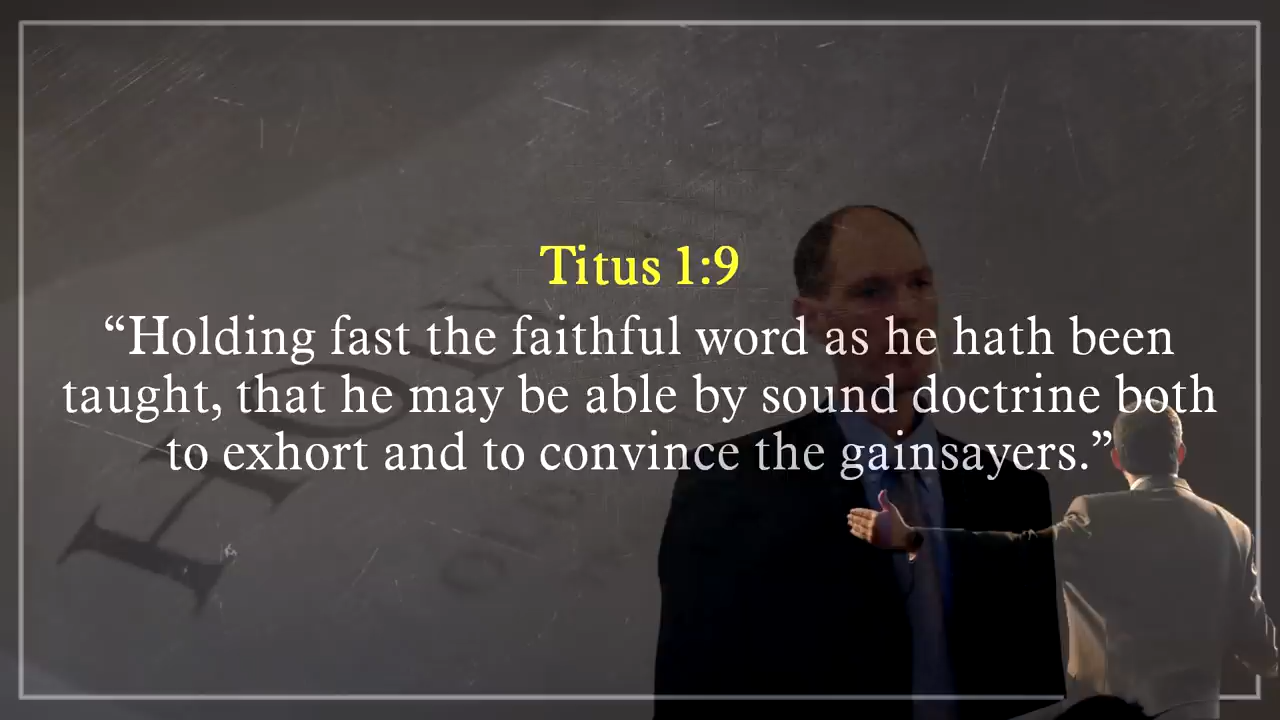 Titus 1:9
“Holding fast the faithful word as he hath been
taught, that he may be able by sound doctrine both
to exhort and to convince the gainsayers.”
HOLY